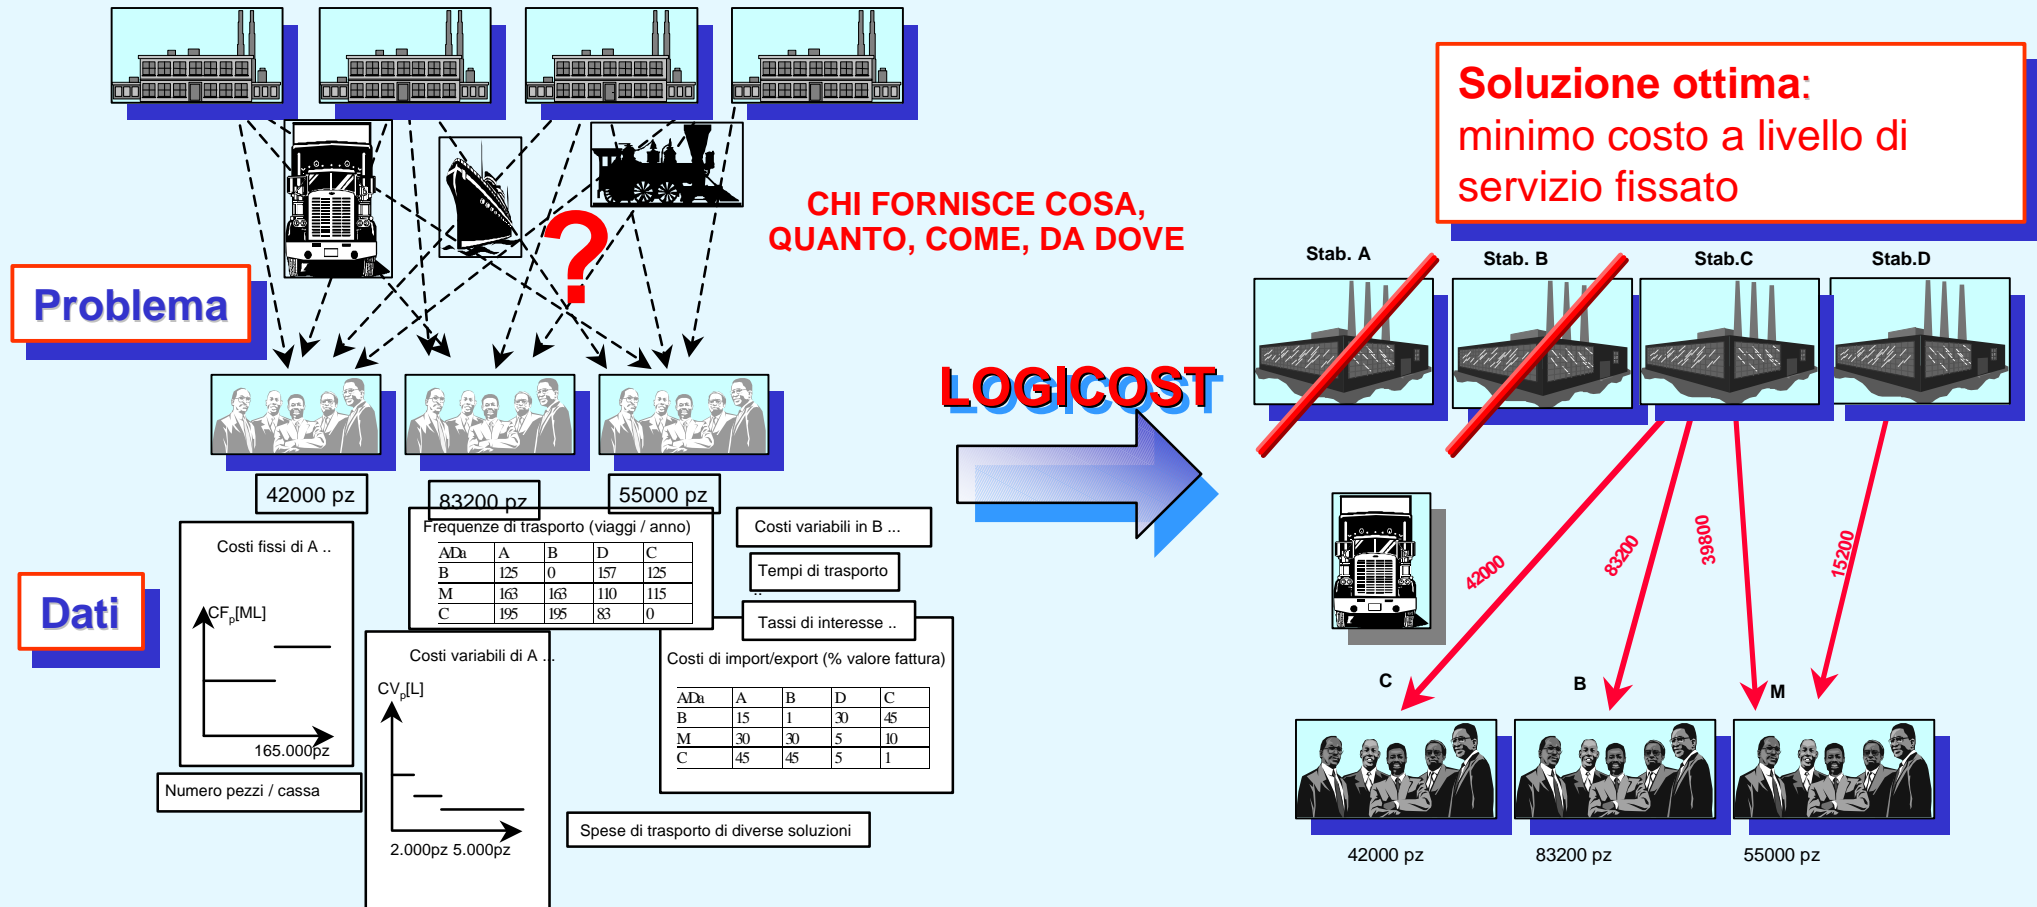 CHI FORNISCE COSA,
QUANTO, COME, DA DOVE
Problema
?
42000 pz
83200 pz
55000 pz
Dati
Costi fissi di A ..
CFp[ML]
165.000pz
Numero pezzi / cassa
Frequenze di trasporto (viaggi / anno)
A\Da A B D C
B 125 0 157 125
M 163 163 110 115
C 195 195 83 0
Costi variabili di A ...
CVp[L]
2.000pz 5.000pz
Costi variabili in B ...
Tempi di trasporto
..
Tassi di interesse ..
Costi di import/export (% valore fattura)
A\Da A B D C
B 15 1 30 45
M 30 30 5 10
C 45 45 5 1
Spese di trasporto di diverse soluzioni
LOGICOST
Soluzione ottima:
minimo costo a livello di
servizio fissato
Stab. A
Stab. B
Stab.C
Stab.D
42000
83200
39800
15200
C
B
M
42000 pz
83200 pz
55000 pz